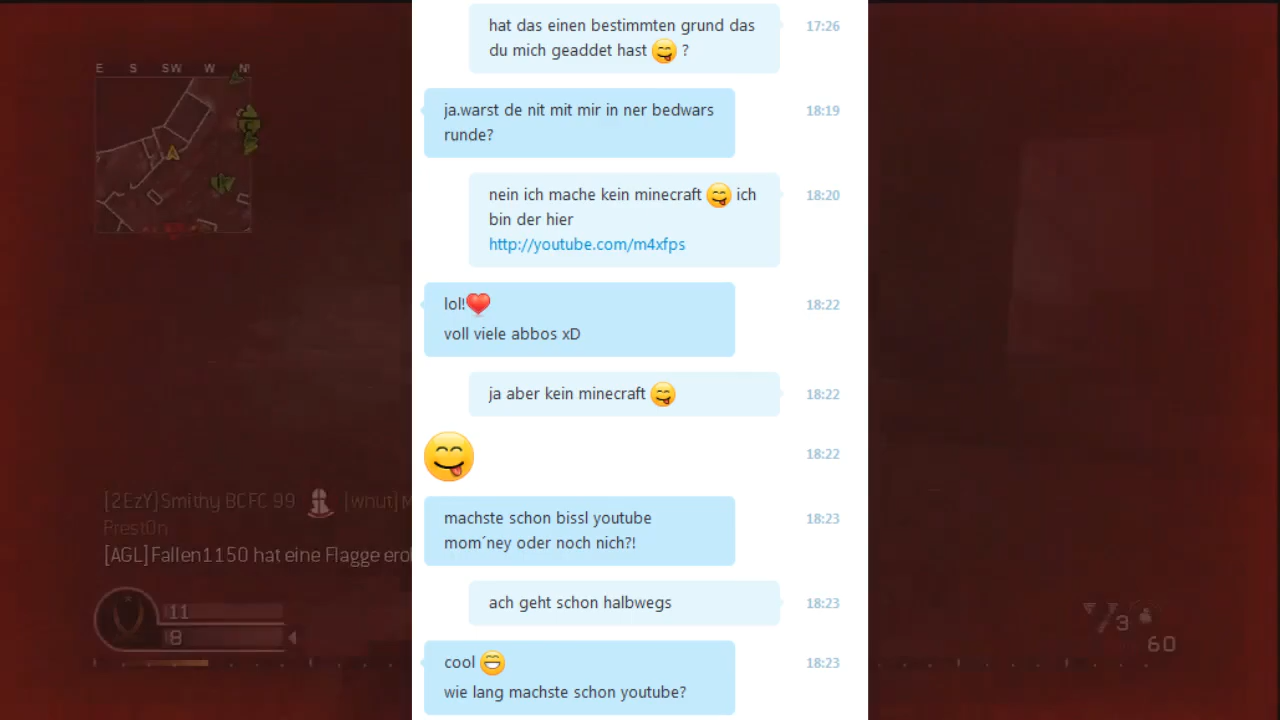 hat das einen bestimmten grund das 17:26
du mich geaddet hast 😋 ?
E S SW W N
ja.warst de nit mit mir in ner bedwars 18:19
runde?
nein ich mache kein minecraft 😋 ich 18:20
bin der hier
http://youtube.com/m4xfps
lol!❤ 18:22
voll viele abbos xD
ja aber kein minecraft 😋 18:22
😋 18:22
[2EzY]Smithy BCFC 99 [wnut]M
PrestOn
[AGL]Fallen1150 hat eine Flagge ero
machste schon bissl youtube 18:23
mom´ney oder noch nich?!
ach geht schon halbwegs 18:23
11
8
3
60
cool 😁 18:23
wie lang machste schon youtube?